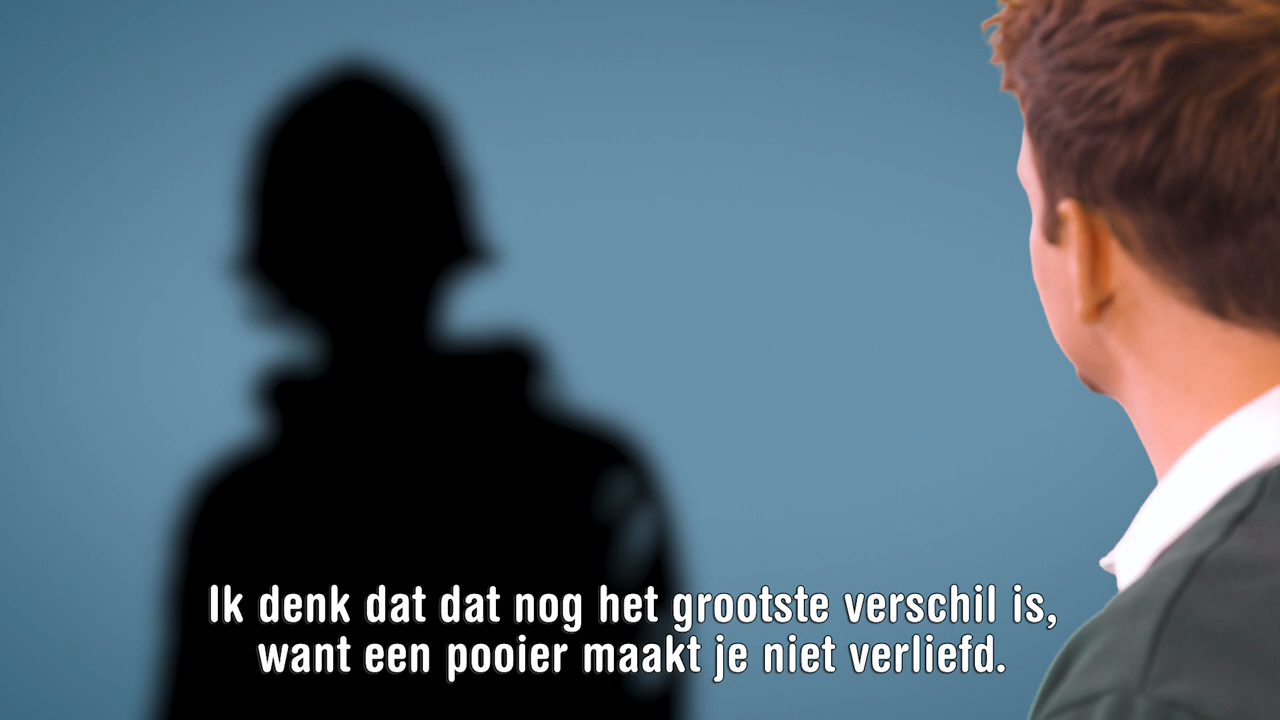 Ik denk dat dat nog het grootste verschil is,
want een pooier maakt je niet verliefd.